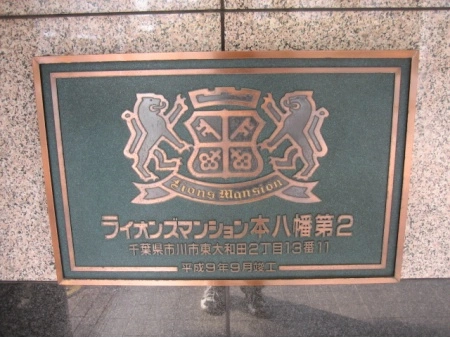 Lions Mansion
ライオンズマンション本八幡第2
千葉県市川市東大和田2丁目13番11
平成9年9月竣工